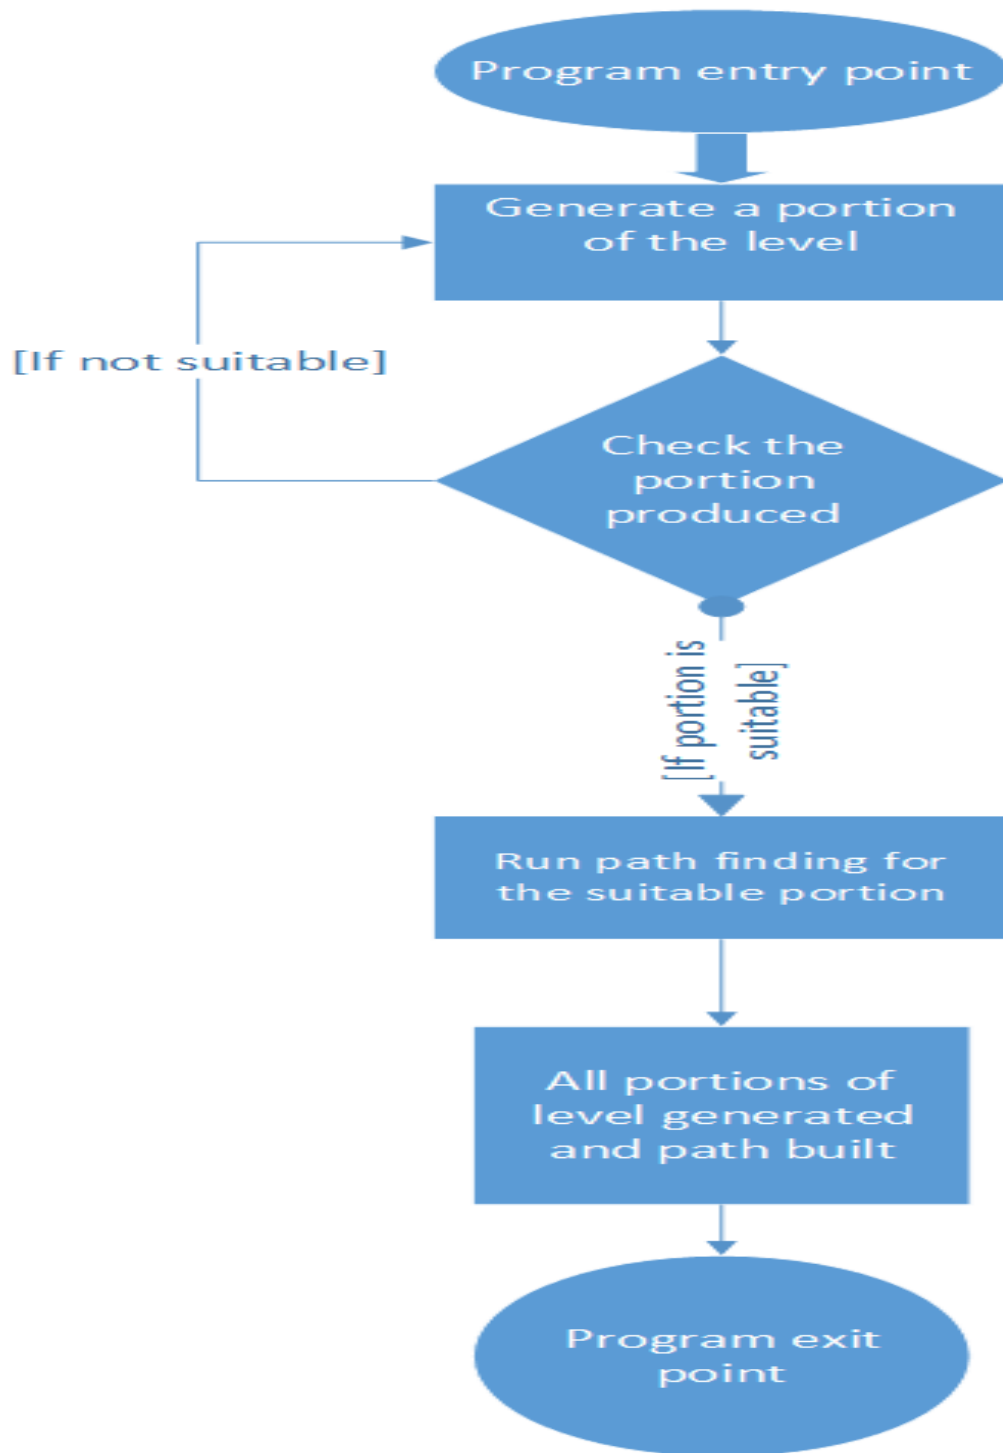 Program entry point
Generate a portion
of the level
[If not suitable]
Check the
portion
produced
[If portion is
suitable]
Run path finding for
the suitable portion
All portions of
level generated
and path built
Program exit
point